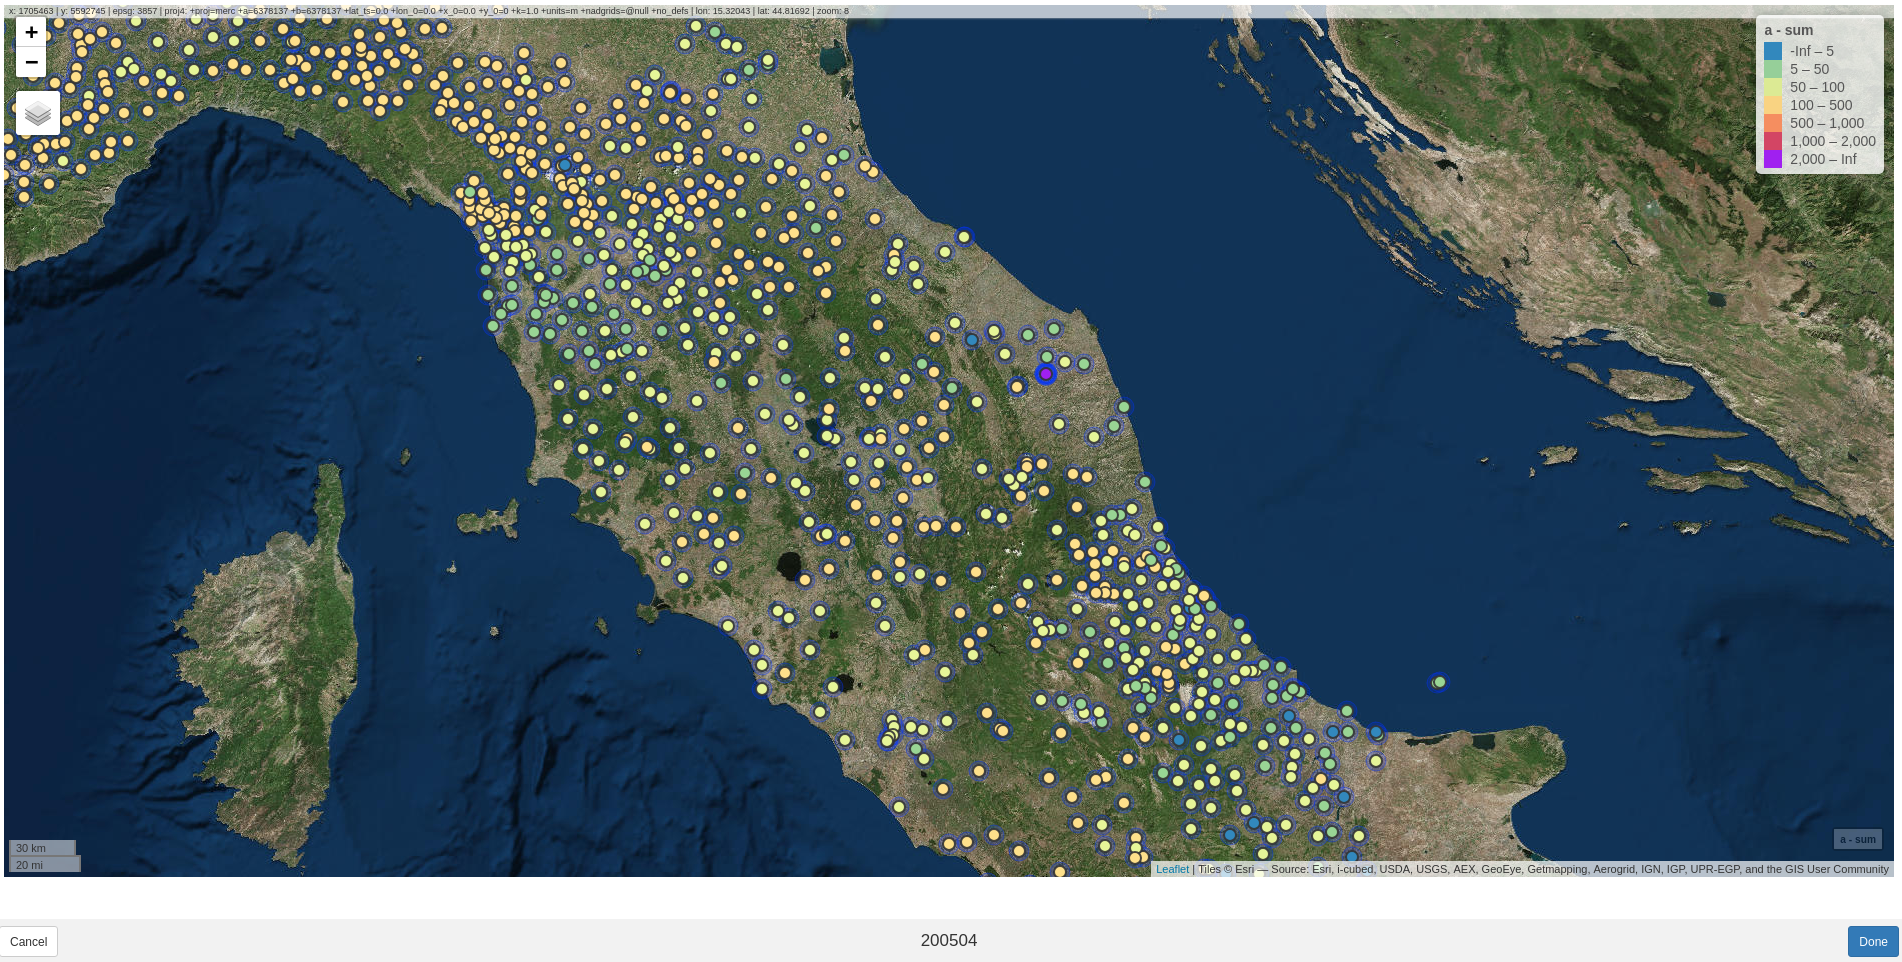 x: 1705463 | y: 5592745 | epsg: 3857 | proj4: +proj=merc +a=6378137 +b=6378137 +lat_ts=0.0 +lon_0=0.0 +x_0=0.0 +y_0=0 +k=1.0 +units=m +nadgrids=@null +no_defs | lon: 15.32043 | lat: 44.81692 | zoom: 8
+
−
a - sum
-Inf – 5
5 – 50
50 – 100
100 – 500
500 – 1,000
1,000 – 2,000
2,000 – Inf
30 km
20 mi
a - sum
Leaflet | Tiles © Esri — Source: Esri, i-cubed, USDA, USGS, AEX, GeoEye, Getmapping, Aerogrid, IGN, IGP, UPR-EGP, and the GIS User Community
Cancel
200504
Done